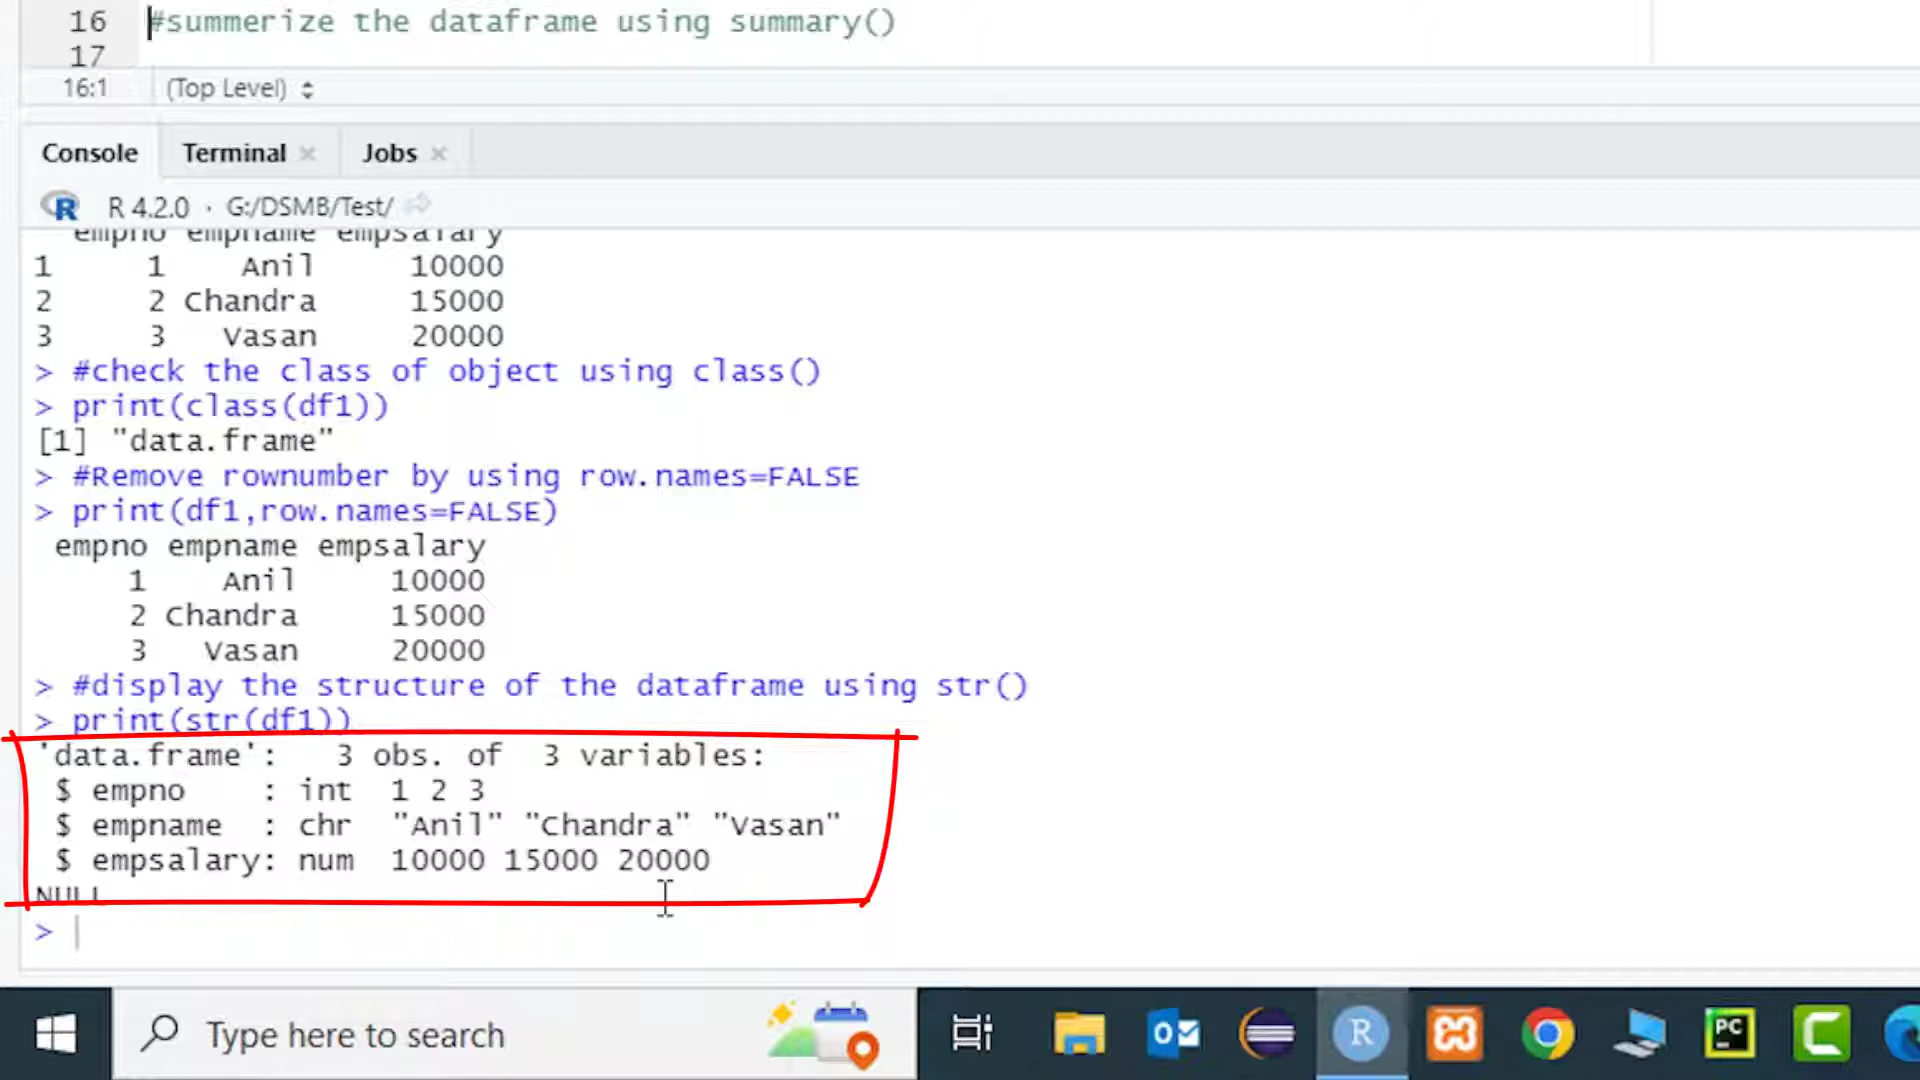 16 #summerize the dataframe using summary()
17
16:1 (Top Level)
Console Terminal Jobs
R 4.2.0 · G:/DSMB/Test/
empno empname empsalary
1 1 Anil 10000
2 2 Chandra 15000
3 3 Vasan 20000
> #check the class of object using class()
> print(class(df1))
[1] "data.frame"
> #Remove rownumber by using row.names=FALSE
> print(df1,row.names=FALSE)
empno empname empsalary
1 Anil 10000
2 Chandra 15000
3 Vasan 20000
> #display the structure of the dataframe using str()
> print(str(df1))
'data.frame': 3 obs. of 3 variables:
$ empno : int 1 2 3
$ empname : chr "Anil" "Chandra" "Vasan"
$ empsalary: num 10000 15000 20000
NULL
>
Type here to search
R
PC